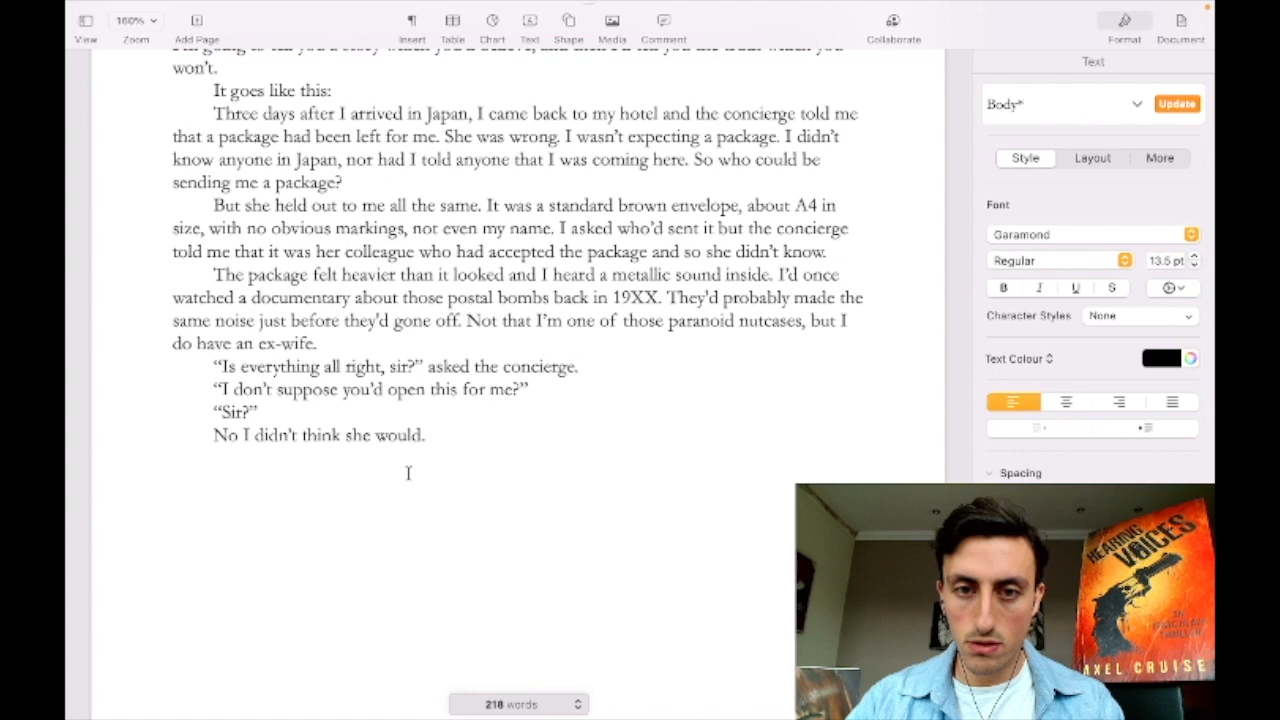 160%
View
Zoom
Add Page
Insert
Table
Chart
Text
Shape
Media
Comment
Collaborate
Format
Document
won't.
It goes like this:
Three days after I arrived in Japan, I came back to my hotel and the concierge told me
that a package had been left for me. She was wrong. I wasn't expecting a package. I didn't
know anyone in Japan, nor had I told anyone that I was coming here. So who could be
sending me a package?
But she held out to me all the same. It was a standard brown envelope, about A4 in
size, with no obvious markings, not even my name. I asked who'd sent it but the concierge
told me that it was her colleague who had accepted the package and so she didn't know.
The package felt heavier than it looked and I heard a metallic sound inside. I'd once
watched a documentary about those postal bombs back in 19XX. They'd probably made the
same noise just before they'd gone off. Not that I'm one of those paranoid nutcases, but I
do have an ex-wife.
“Is everything all right, sir?” asked the concierge.
“I don't suppose you'd open this for me?”
“Sir?”
No I didn't think she would.
218 words
Text
Body*
Update
Style
Layout
More
Font
Garamond
Regular
13.5 pt
B I U S
Character Styles
None
Text Colour
Spacing
HEARING
VOICES
THRILLER
AXEL CRUISE